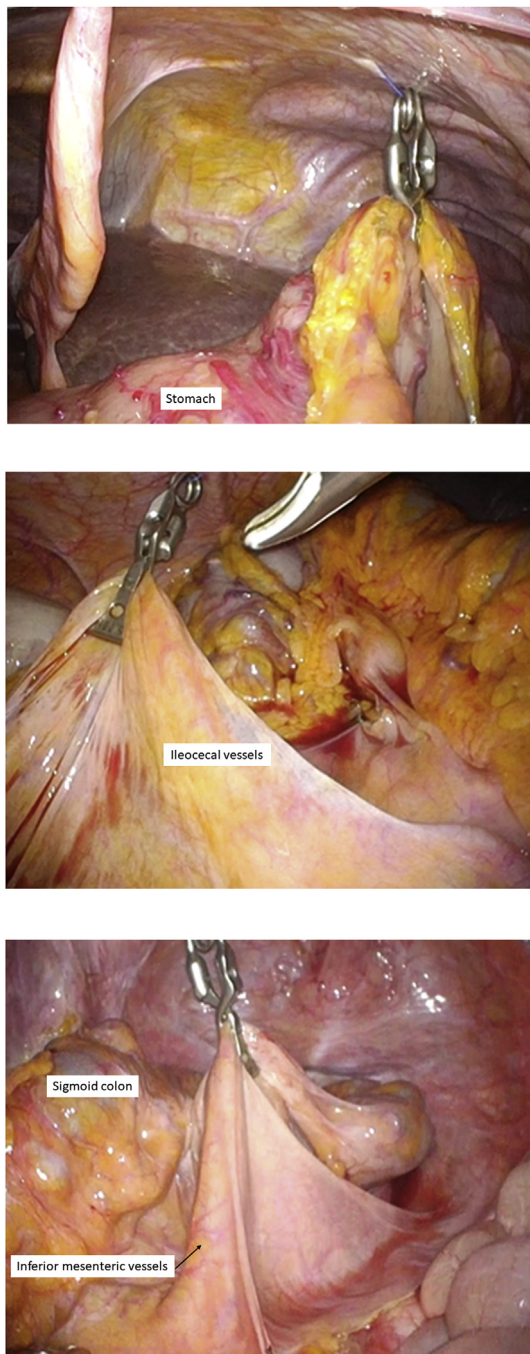 Stomach
Ileocecal vessels
Sigmoid colon
Inferior mesenteric vessels